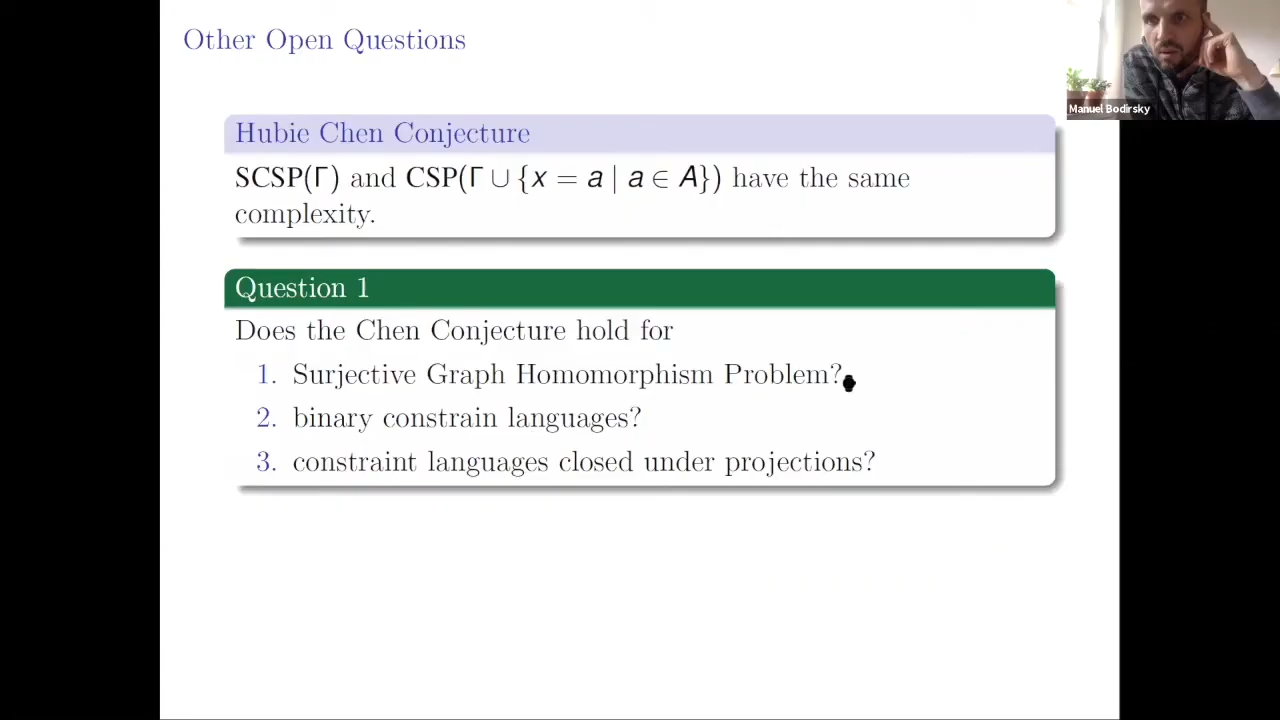 Other Open Questions
Manuel Bodirsky
Hubie Chen Conjecture
SCSP(Γ) and CSP(Γ ∪ {x = a | a ∈ A}) have the same
complexity.
Question 1
Does the Chen Conjecture hold for
1. Surjective Graph Homomorphism Problem?
2. binary constrain languages?
3. constraint languages closed under projections?